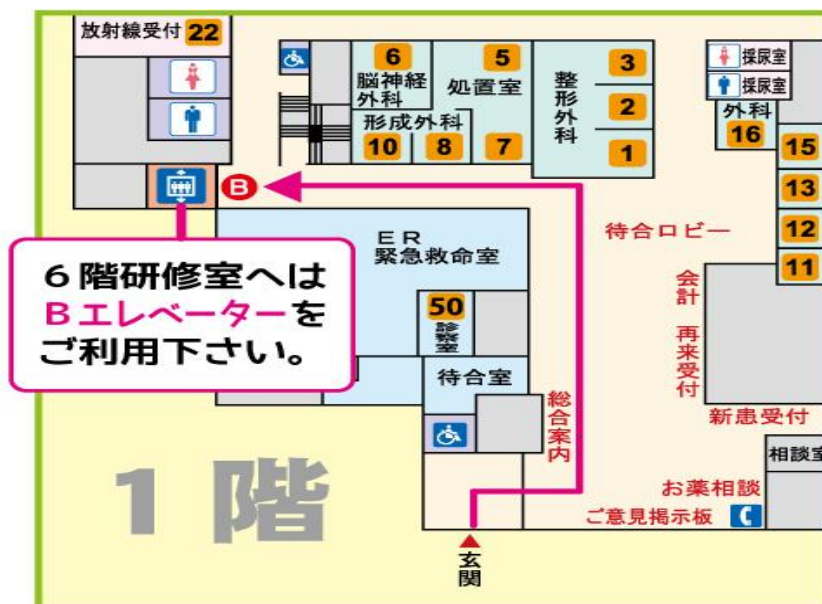 放射線受付 22
6
脳神経
外科
5
処置室
形成外科
10
8
7
整形外科
3
2
1
採尿室
採尿室
外科
16
15
13
12
11
B
ER
緊急救命室
50
診察室
待合室
待合ロビー
会計
再来受付
新患受付
総合案内
相談室
お薬相談
ご意見掲示板
玄関
6階研修室へは
Bエレベーターを
ご利用下さい。
1階